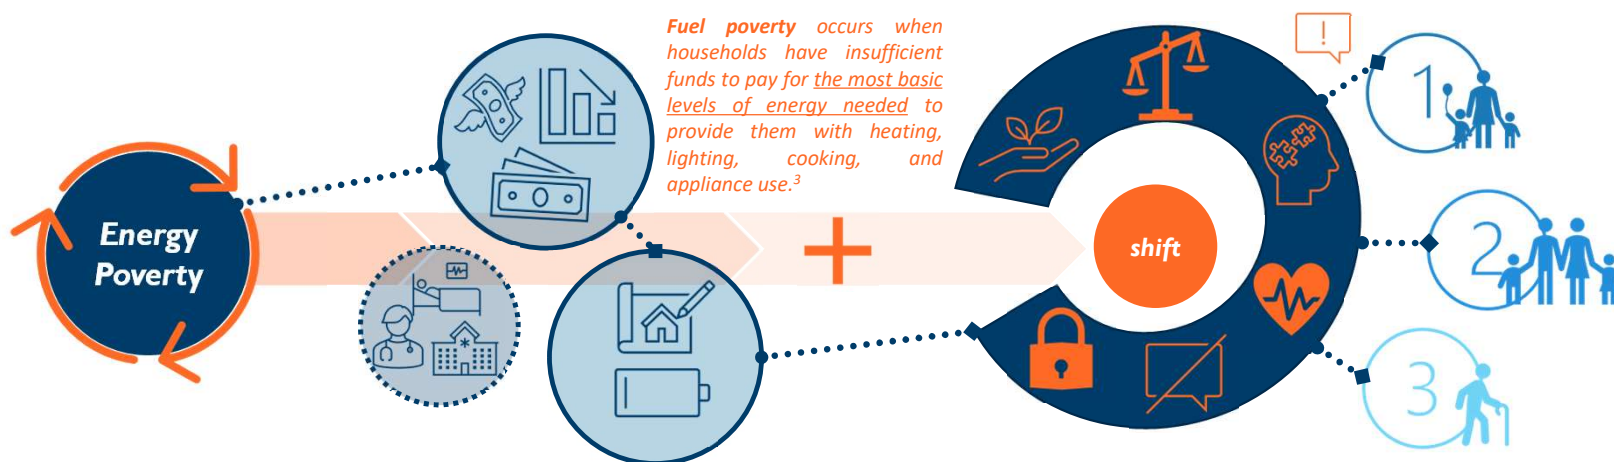 Energy
Poverty
Fuel poverty occurs when
households have insufficient
funds to pay for the most basic
levels of energy needed to
provide them with heating,
lighting, cooking, and
appliance use.3
shift
!
1
2
3